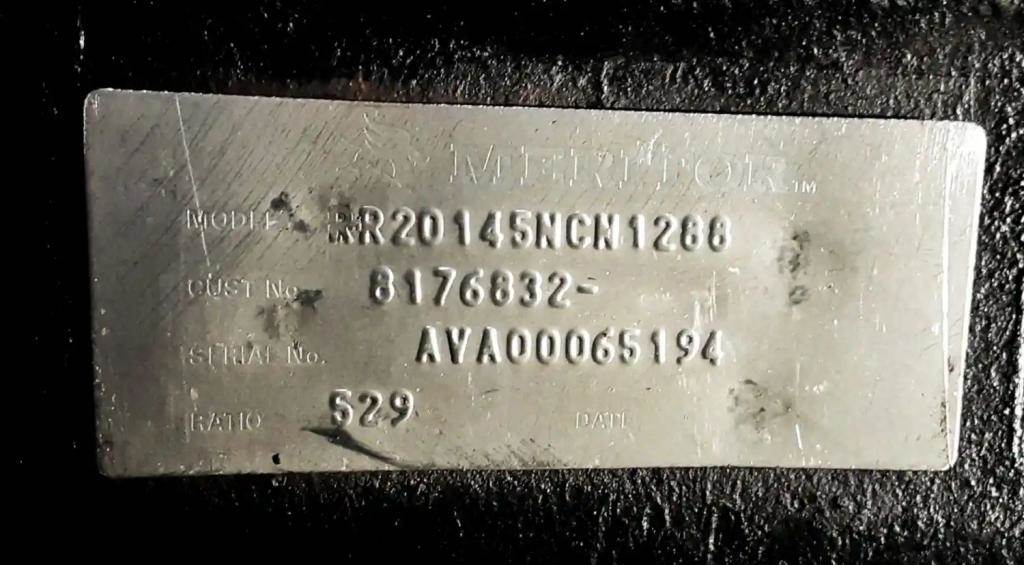 MERITOR™
MODEL RR20145NCN1288
CUST No. 8176832-
SERIAL No. AVA00065194
RATIO 529 DATE